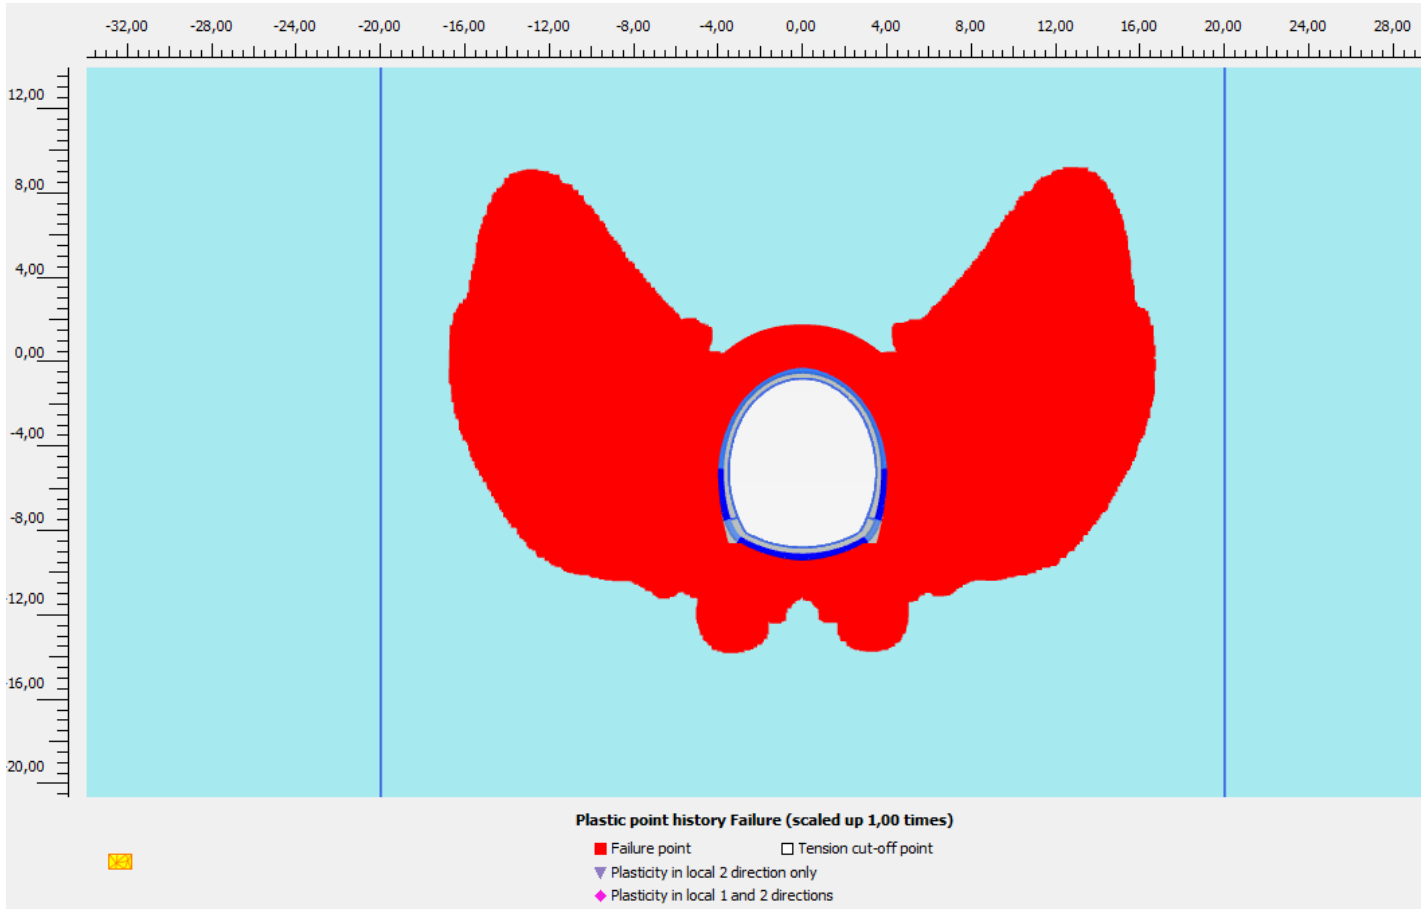 -32,00 -28,00 -24,00 -20,00 -16,00 -12,00 -8,00 -4,00 0,00 4,00 8,00 12,00 16,00 20,00 24,00 28,00
12,00
8,00
4,00
0,00
-4,00
-8,00
-12,00
16,00
20,00
Plastic point history Failure (scaled up 1,00 times)
Failure point Tension cut-off point
Plasticity in local 2 direction only
Plasticity in local 1 and 2 directions